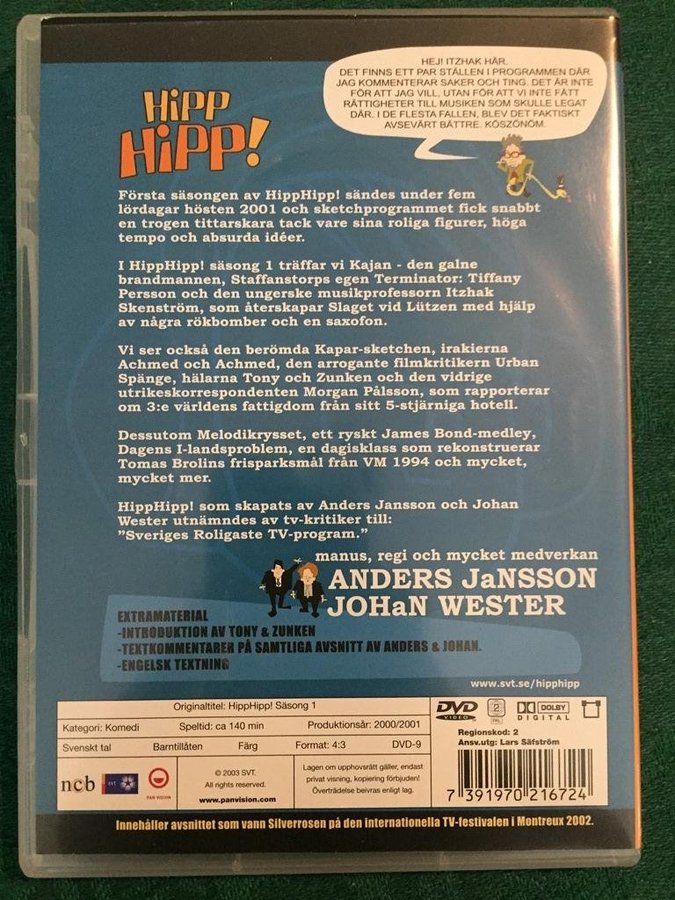 HEJ! ITZHAK HÄR.
DET FINNS ETT PAR STÄLLEN I PROGRAMMEN DÄR
JAG KOMMENTERAR SAKER OCH TING. DET ÄR INTE
FÖR ATT JAG VILL, UTAN FÖR ATT VI INTE FÅTT
RÄTTIGHETER TILL MUSIKEN SOM SKULLE LEGAT
DÄR. I DE FLESTA FALLEN, BLEV DET FAKTISKT
AVSEVÄRT BÄTTRE. KÖSZÖNÖM.
HiPP
HiPP!
Första säsongen av HippHipp! sändes under fem
lördagar hösten 2001 och sketchprogrammet fick snabbt
en trogen tittarskara tack vare sina roliga figurer, höga
tempo och absurda idéer.
I HippHipp! säsong 1 träffar vi Kajan - den galne
brandmannen, Staffanstorps egen Terminator: Tiffany
Persson och den ungerske musikprofessorn Itzhak
Skenström, som återskapar Slaget vid Lützen med hjälp
av några rökbomber och en saxofon.
Vi ser också den berömda Kapar-sketchen, irakierna
Achmed och Achmed, den arrogante filmkritikern Urban
Spänge, hälarna Tony och Zunken och den vidrige
utrikeskorrespondenten Morgan Pålsson, som rapporterar
om 3:e världens fattigdom från sitt 5-stjärniga hotell.
Dessutom Melodikrysset, ett ryskt James Bond-medley,
Dagens I-landsproblem, en dagisklass som rekonstruerar
Tomas Brolins frisparksmål från VM 1994 och mycket,
mycket mer.
HippHipp! som skapats av Anders Jansson och Johan
Wester utnämndes av tv-kritiker till:
"Sveriges Roligaste TV-program."
manus, regi och mycket medverkan
ANDERS JaNSSON
JOHaN WESTER
EXTRAMATERIAL
-INTRODUKTION AV TONY & ZUNKEN
-TEXTKOMMENTARER PÅ SAMTLIGA AVSNITT AV ANDERS & JOHAN.
-ENGELSK TEXTNING
www.svt.se/hipphipp
Originaltitel: HippHipp! Säsong 1
Kategori: Komedi Speltid: ca 140 min Produktionsår: 2000/2001
Svenskt tal Barntillåten Färg Format: 4:3 DVD-9
DVD VIDEO 2 PAL DOLBY DIGITAL
Regionskod: 2
Ansv.utg: Lars Säfström
ncb svt PAN VISION
© 2003 SVT.
All rights reserved.
www.panvision.com
Lagen om upphovsrätt gäller, endast
privat visning, kopiering förbjuden!
Överträdelse beivras enligt lag.
7 391970 216724
Innehåller avsnittet som vann Silverrosen på den internationella TV-festivalen i Montreux 2002.